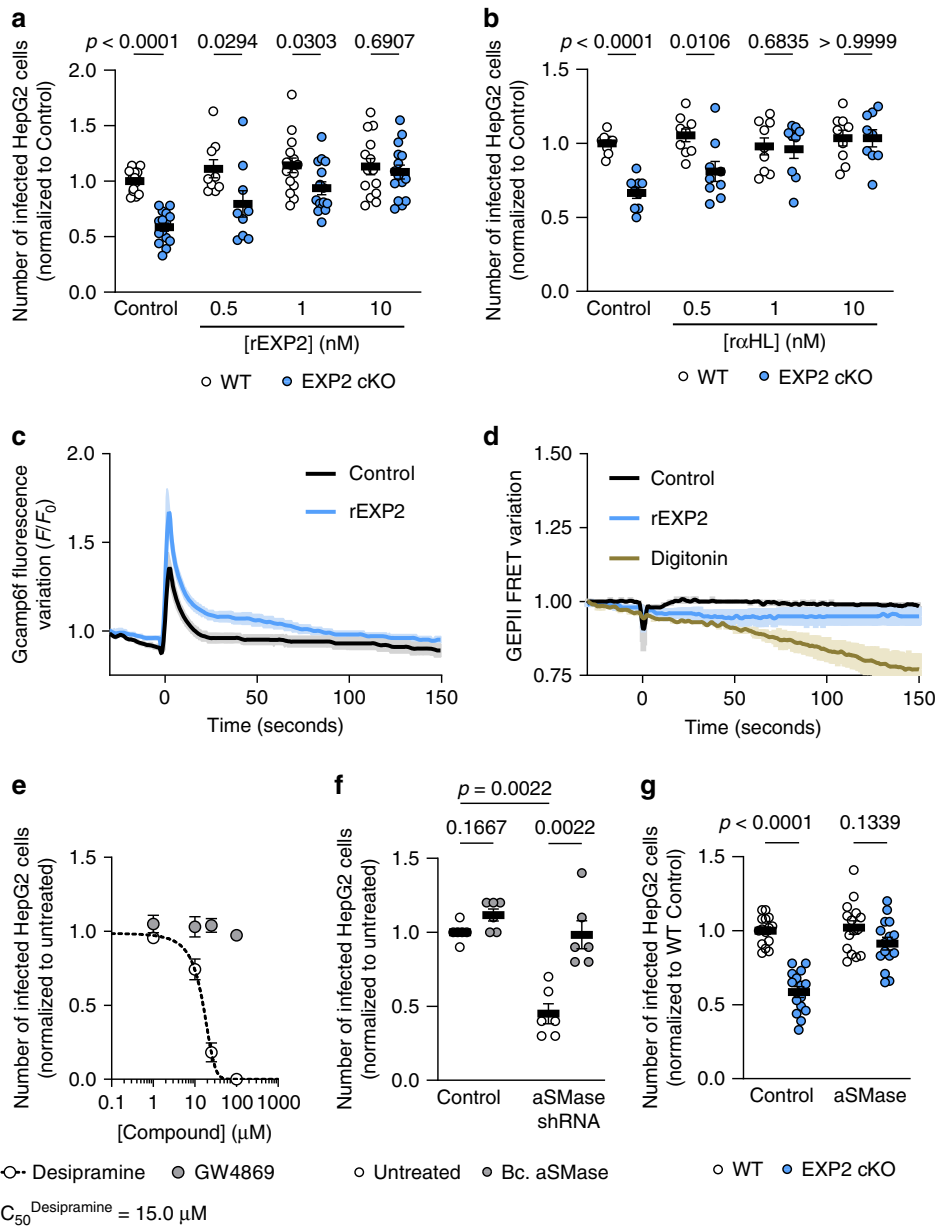 a
p < 0.0001 0.0294 0.0303 0.6907
Number of infected HepG2 cells
(normalized to Control)
2.0
1.5
1.0
0.5
0.0
Control 0.5 1 10
[rEXP2] (nM)
WT EXP2 cKO
b
p < 0.0001 0.0106 0.6835 > 0.9999
Number of infected HepG2 cells
(normalized to Control)
1.5
1.0
0.5
0.0
Control 0.5 1 10
[rαHL] (nM)
WT EXP2 cKO
c
Gcamp6f fluorescence
variation (F/F0)
2.0
1.5
1.0
Control
rEXP2
0 50 100 150
Time (seconds)
d
GEPII FRET variation
1.50
1.25
1.00
0.75
Control
rEXP2
Digitonin
0 50 100 150
Time (seconds)
e
Number of infected HepG2 cells
(normalized to untreated)
1.5
1.0
0.5
0.0
0.1 1 10 100 1000
[Compound] (μM)
Desipramine GW4869
C50Desipramine = 15.0 μM
f
p = 0.0022
0.1667 0.0022
Number of infected HepG2 cells
(normalized to untreated)
1.5
1.0
0.5
0.0
Control aSMase
shRNA
Untreated Bc. aSMase
g
p < 0.0001 0.1339
Number of infected HepG2 cells
(normalized to WT Control)
1.5
1.0
0.5
0.0
Control aSMase
WT EXP2 cKO